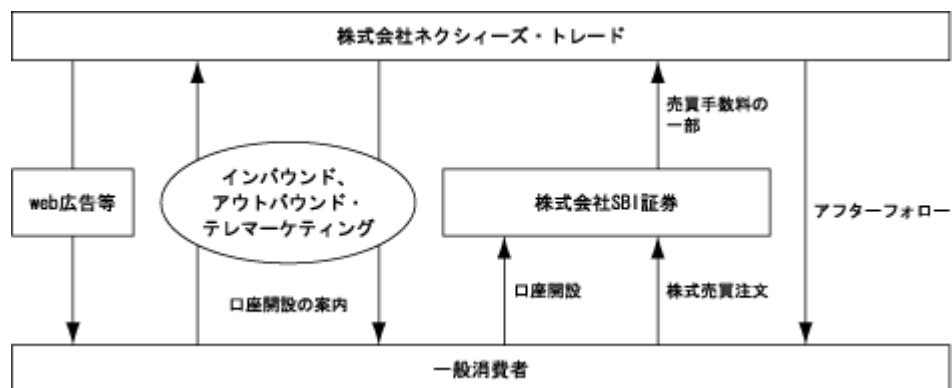 株式会社ネクシィーズ・トレード
売買手数料の
一部
web広告等
インバウンド、
アウトバウンド・
テレマーケティング
株式会社SBI証券
アフターフォロー
口座開設の案内
口座開設
株式売買注文
一般消費者